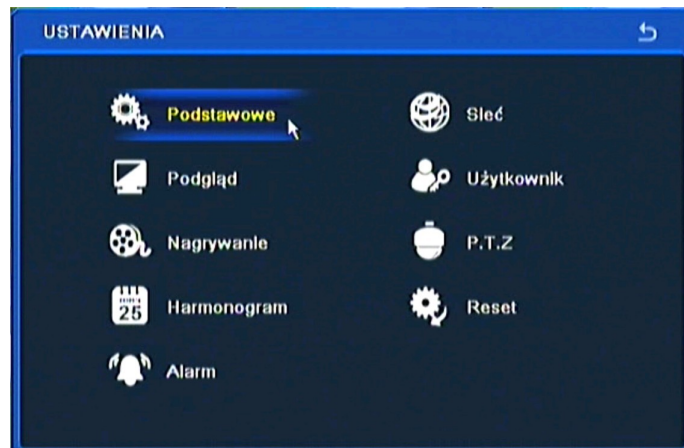 USTAWIENIA
Podstawowe
Podgląd
Nagrywanie
Harmonogram
25
Alarm
Sieć
Użytkownik
P.T.Z
Reset